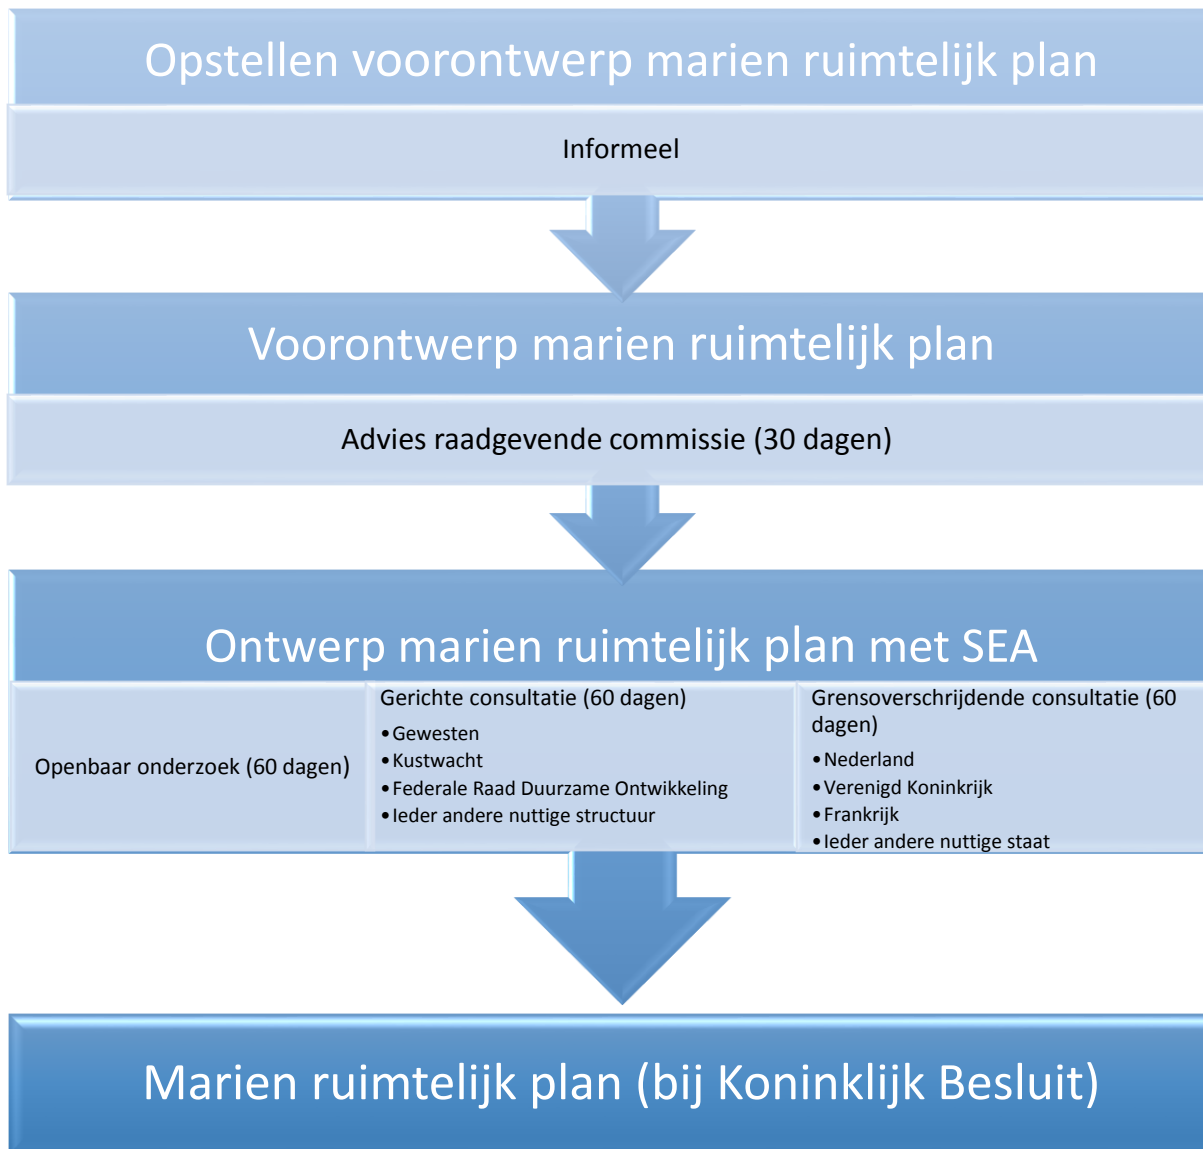 Opstellen voorontwerp marien ruimtelijk plan
Informeel
Voorontwerp marien ruimtelijk plan
Advies raadgevende commissie (30 dagen)
Ontwerp marien ruimtelijk plan met SEA
Openbaar onderzoek (60 dagen)
Gerichte consultatie (60 dagen)
•Gewesten
•Kustwacht
•Federale Raad Duurzame Ontwikkeling
•Ieder andere nuttige structuur
Grensoverschrijdende consultatie (60
dagen)
•Nederland
•Verenigd Koninkrijk
•Frankrijk
•Ieder andere nuttige staat
Marien ruimtelijk plan (bij Koninklijk Besluit)